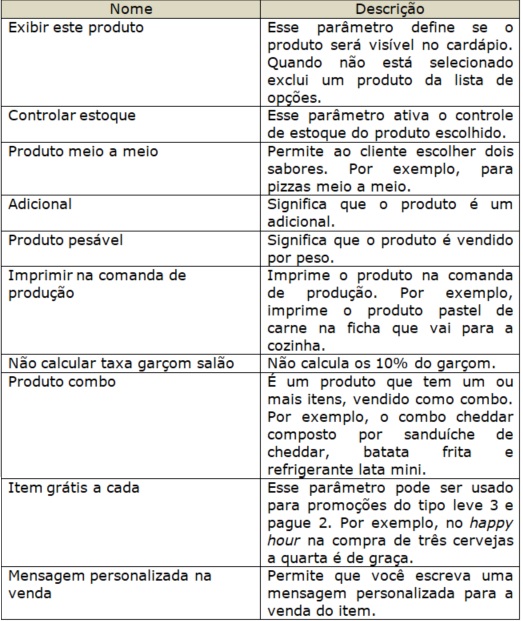 Nome
Descrição
Exibir este produto
Esse parâmetro define se o
produto será visível no cardápio.
Quando não está selecionado
exclui um produto da lista de
opções.
Controlar estoque
Esse parâmetro ativa o controle
de estoque do produto escolhido.
Produto meio a meio
Permite ao cliente escolher dois
sabores. Por exemplo, para
pizzas meio a meio.
Adicional
Significa que o produto é um
adicional.
Produto pesável
Significa que o produto é vendido
por peso.
Imprimir na comanda de
produção
Imprime o produto na comanda
de produção. Por exemplo,
imprime o produto pastel de
carne na ficha que vai para a
cozinha.
Não calcular taxa garçom salão
Não calcula os 10% do garçom.
Produto combo
É um produto que tem um ou
mais itens, vendido como combo.
Por exemplo, o combo cheddar
composto por sanduíche de
cheddar, batata frita e
refrigerante lata mini.
Item grátis a cada
Esse parâmetro pode ser usado
para promoções do tipo leve 3 e
pague 2. Por exemplo, no happy
hour na compra de três cervejas
a quarta é de graça.
Mensagem personalizada na
venda
Permite que você escreva uma
mensagem personalizada para a
venda do item.